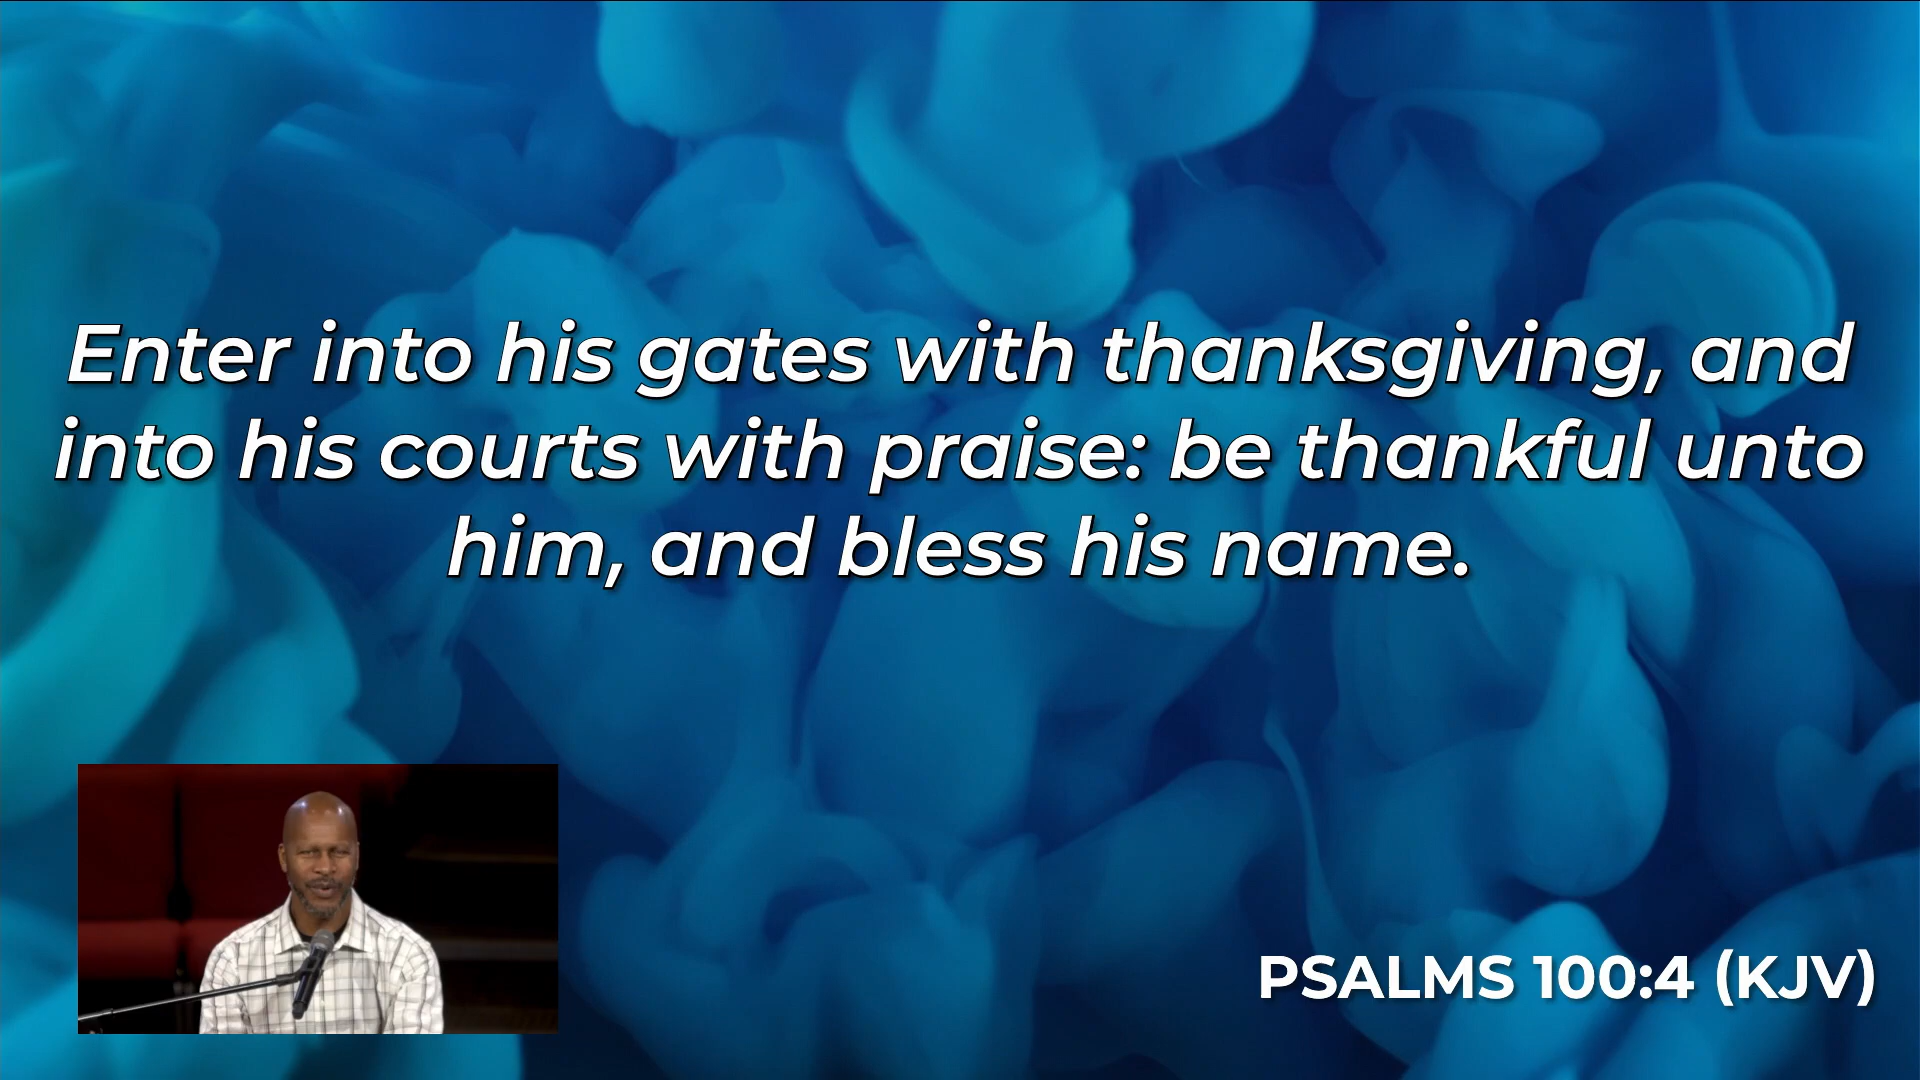 Enter into his gates with thanksgiving, and
into his courts with praise: be thankful unto
him, and bless his name.
PSALMS 100:4 (KJV)